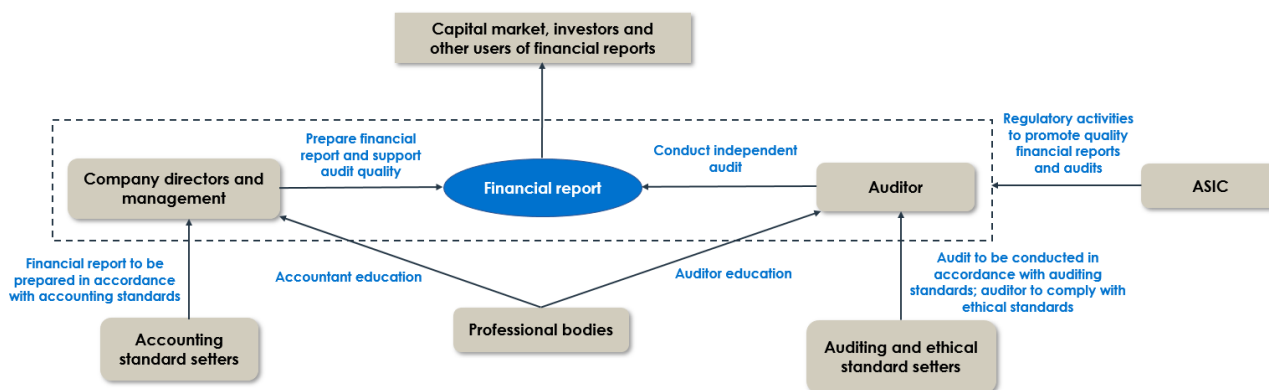 Capital market, investors and
other users of financial reports
Regulatory activities
to promote quality
financial reports
and audits
Prepare financial
report and support
audit quality
Conduct independent
audit
Company directors and
management
Financial report
Auditor
ASIC
Financial report to be
prepared in accordance
with accounting standards
Accountant education
Auditor education
Audit to be conducted in
accordance with auditing
standards; auditor to comply with
ethical standards
Accounting
standard setters
Professional bodies
Auditing and ethical
standard setters